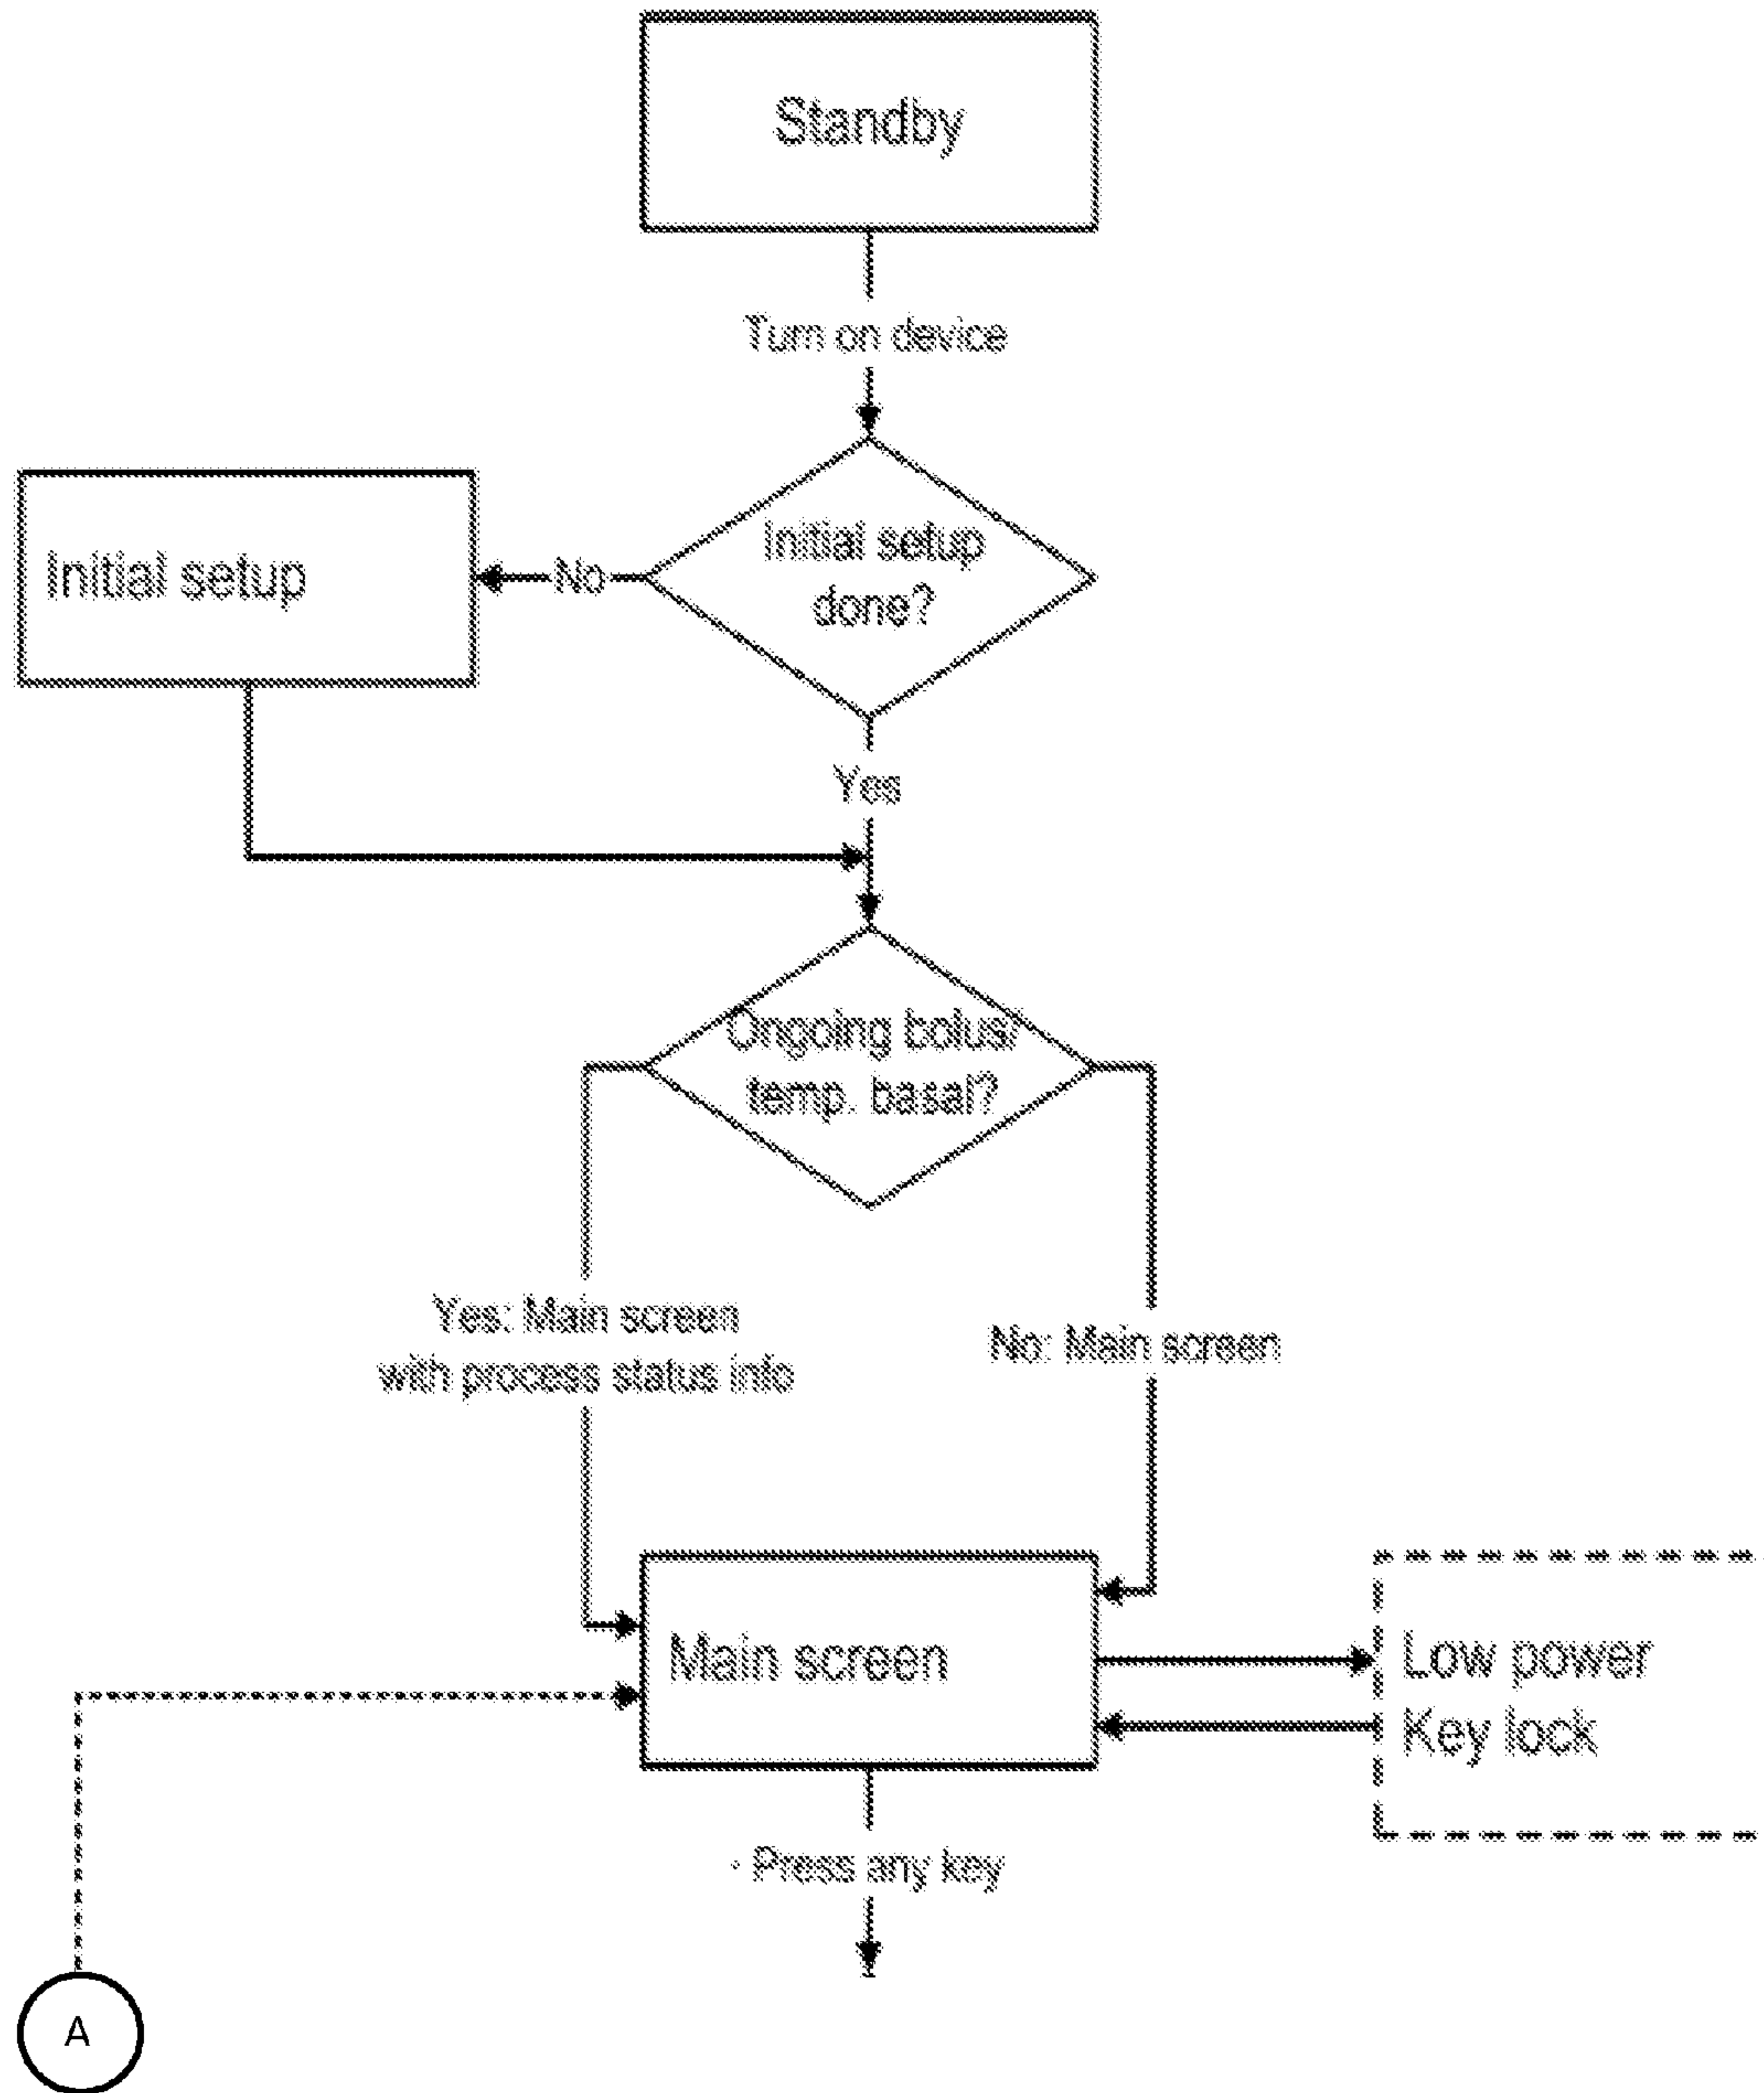 Standby
Turn on device
Initial setup
done?
No
Initial setup
Yes
Ongoing bolus/
temp. basal?
Yes: Main screen
with process status info
No: Main screen
Main screen
Low power
Key lock
· Press any key
A